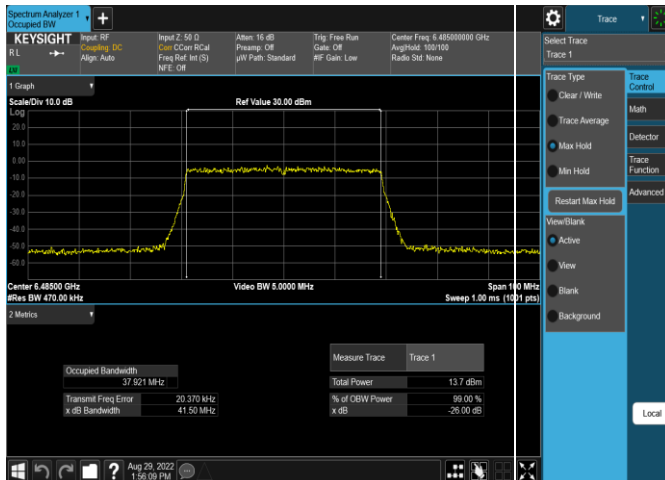 Spectrum Analyzer 1
Occupied BW
KEYSIGHT
RL
Input: RF
Coupling: DC
Align: Auto
Input Z: 50 Ω
Corr CCorr RCal
Freq Ref: Int (S)
NFE: Off
Atten: 16 dB
Preamp: Off
µW Path: Standard
Trig: Free Run
Gate: Off
#IF Gain: Low
Center Freq: 6.485000000 GHz
Avg|Hold: 100/100
Radio Std: None
1 Graph
Scale/Div 10.0 dB
Ref Value 30.00 dBm
Log
20.0
10.0
0.00
-10.0
-20.0
-30.0
-40.0
-50.0
-60.0
Center 6.48500 GHz
#Res BW 470.00 kHz
Video BW 5.0000 MHz
Span 100 MHz
Sweep 1.00 ms (1001 pts)
2 Metrics
Occupied Bandwidth
37.921 MHz
Transmit Freq Error 20.370 kHz
x dB Bandwidth 41.50 MHz
Measure Trace Trace 1
Total Power 13.7 dBm
% of OBW Power 99.00 %
x dB -26.00 dB
Aug 29, 2022
1:56:09 PM
Trace
Select Trace
Trace 1
Trace Type
Clear / Write
Trace Average
Max Hold
Min Hold
Restart Max Hold
View/Blank
Active
View
Blank
Background
Trace
Control
Math
Detector
Trace
Function
Advanced
Local